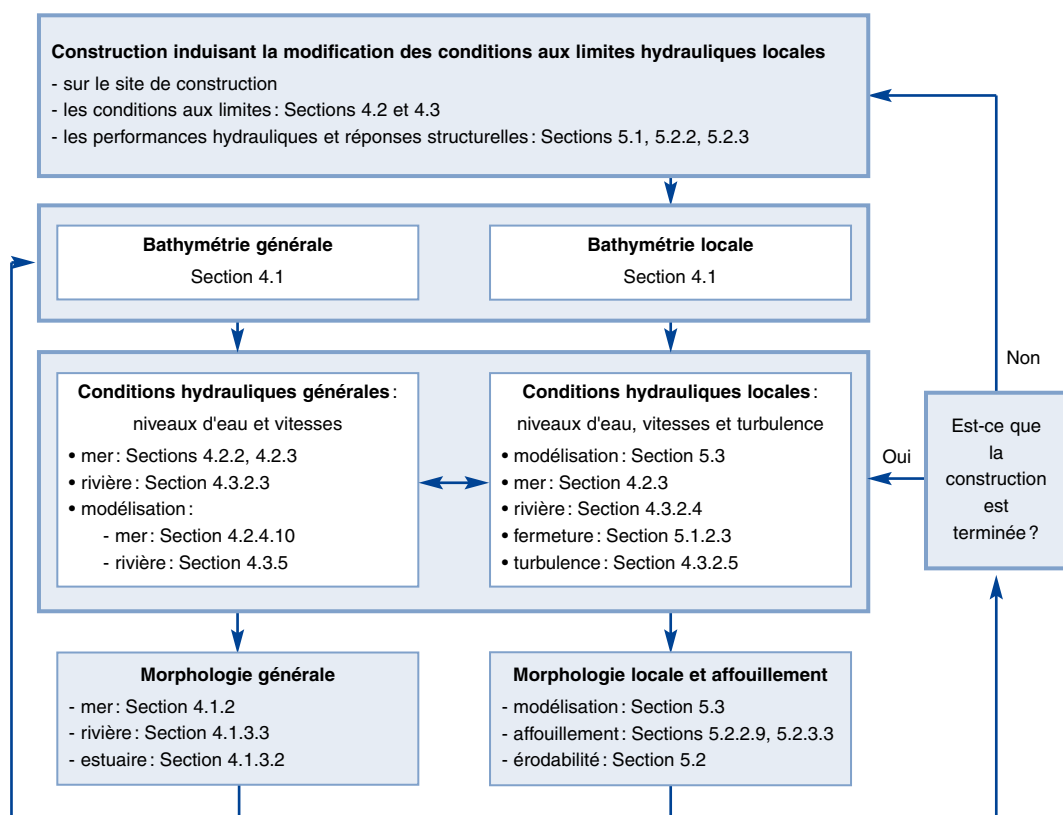 Construction induisant la modification des conditions aux limites hydrauliques locales
- sur le site de construction
- les conditions aux limites : Sections 4.2 et 4.3
- les performances hydrauliques et réponses structurelles : Sections 5.1, 5.2.2, 5.2.3
Bathymétrie générale
Section 4.1
Bathymétrie locale
Section 4.1
Conditions hydrauliques générales :
niveaux d'eau et vitesses
• mer : Sections 4.2.2, 4.2.3
• rivière : Section 4.3.2.3
• modélisation :
- mer : Section 4.2.4.10
- rivière : Section 4.3.5
Conditions hydrauliques locales :
niveaux d'eau, vitesses et turbulence
• modélisation : Section 5.3
• mer : Section 4.2.3
• rivière : Section 4.3.2.4
• fermeture : Section 5.1.2.3
• turbulence : Section 4.3.2.5
Non
Oui
Est-ce que
la
construction
est
terminée ?
Morphologie générale
- mer : Section 4.1.2
- rivière : Section 4.1.3.3
- estuaire : Section 4.1.3.2
Morphologie locale et affouillement
- modélisation : Section 5.3
- affouillement : Sections 5.2.2.9, 5.2.3.3
- érodabilité : Section 5.2